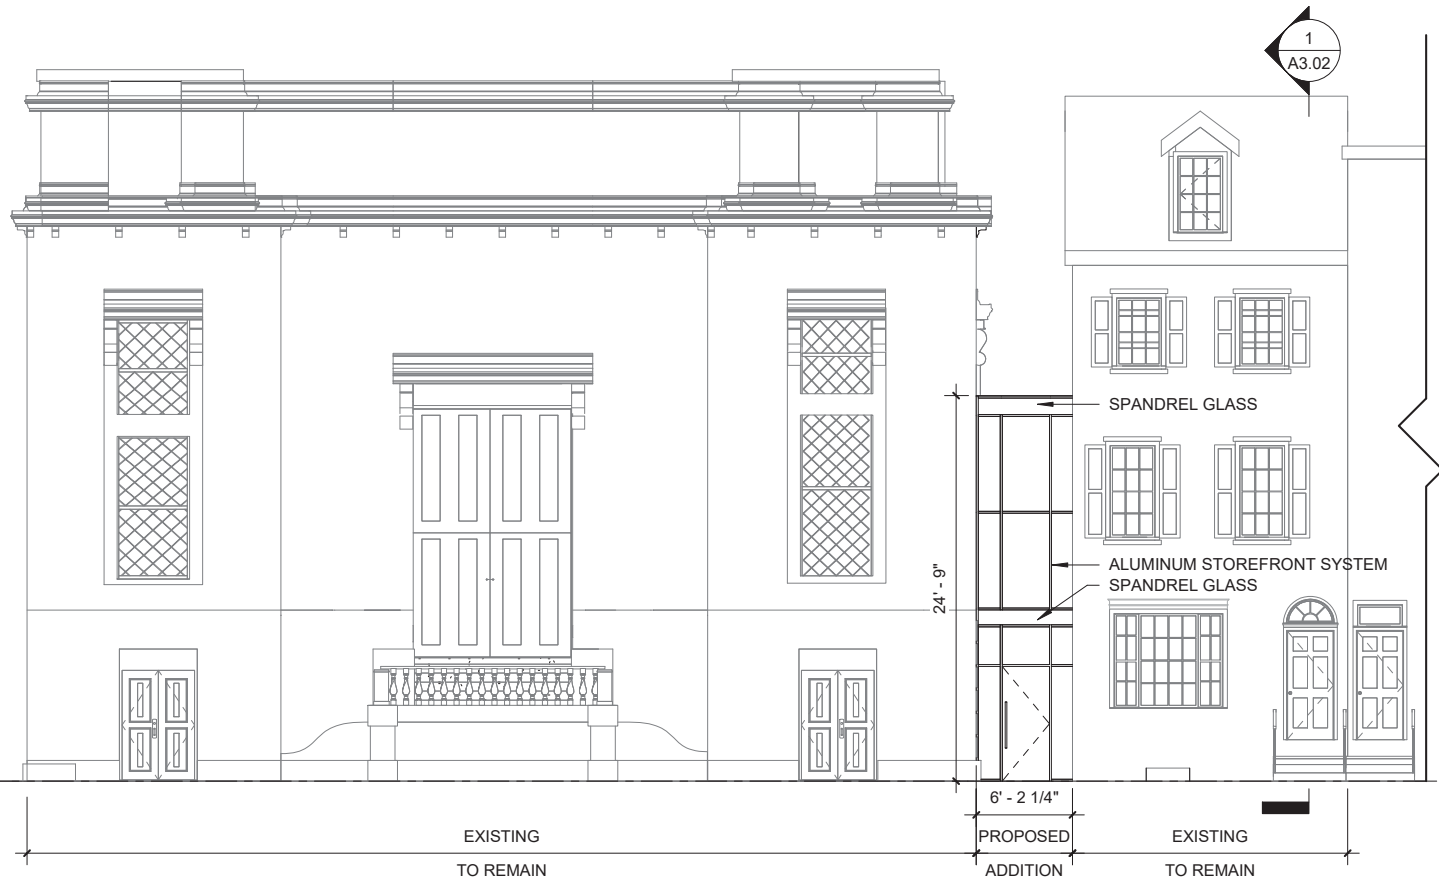 1
A3.02
SPANDREL GLASS
ALUMINUM STOREFRONT SYSTEM
SPANDREL GLASS
24' - 9"
6' - 2 1/4"
EXISTING
TO REMAIN
PROPOSED
ADDITION
EXISTING
TO REMAIN